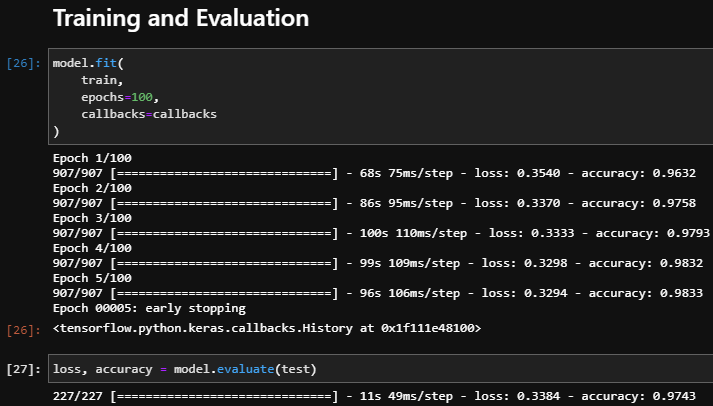 Training and Evaluation
[26]: model.fit(
train,
epochs=100,
callbacks=callbacks
)
Epoch 1/100
907/907 [==============================] - 68s 75ms/step - loss: 0.3540 - accuracy: 0.9632
Epoch 2/100
907/907 [==============================] - 86s 95ms/step - loss: 0.3370 - accuracy: 0.9758
Epoch 3/100
907/907 [==============================] - 100s 110ms/step - loss: 0.3333 - accuracy: 0.9793
Epoch 4/100
907/907 [==============================] - 99s 109ms/step - loss: 0.3298 - accuracy: 0.9832
Epoch 5/100
907/907 [==============================] - 96s 106ms/step - loss: 0.3294 - accuracy: 0.9833
Epoch 00005: early stopping
[26]: <tensorflow.python.keras.callbacks.History at 0x1f111e48100>
[27]: loss, accuracy = model.evaluate(test)
227/227 [==============================] - 11s 49ms/step - loss: 0.3384 - accuracy: 0.9743